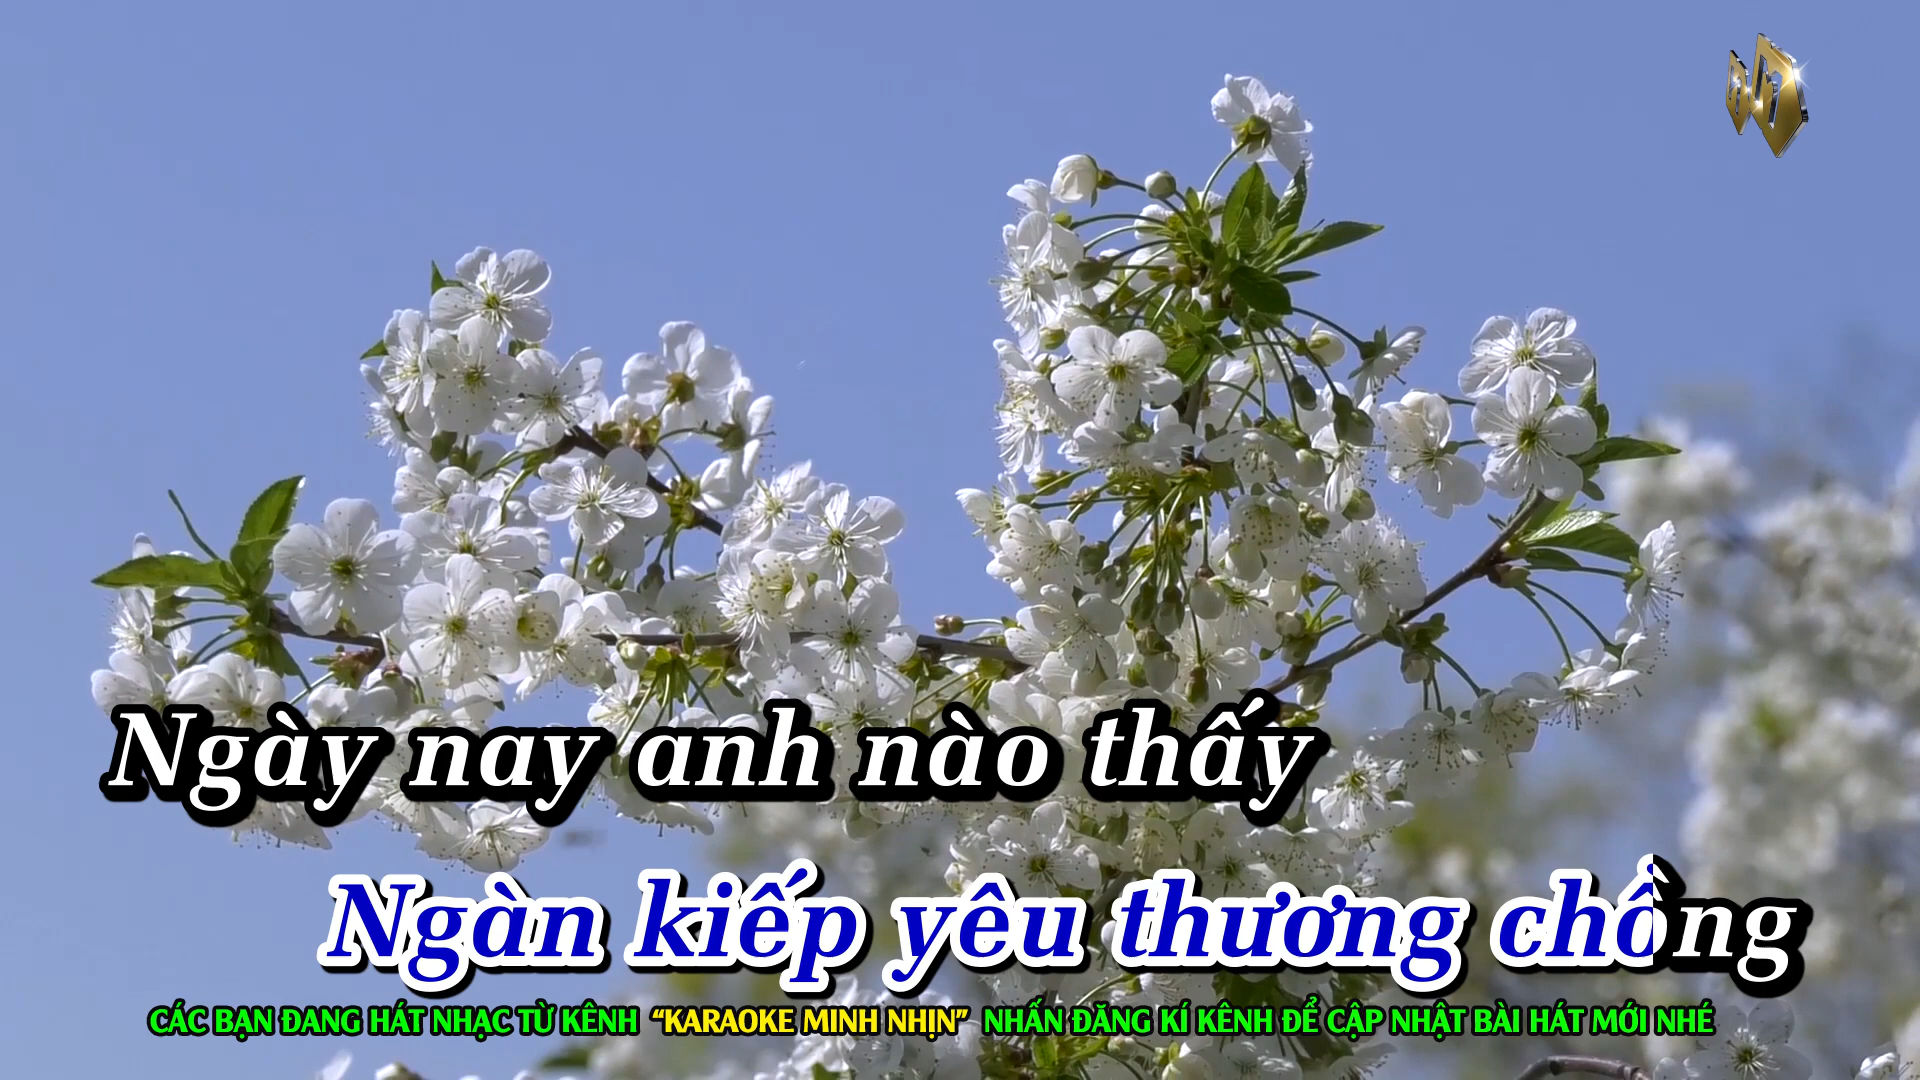 Ngày nay anh nào thấy
Ngàn kiếp yêu thương chồng
CÁC BẠN ĐANG HÁT NHẠC TỪ KÊNH “KARAOKE MINH NHỊN” NHẤN ĐĂNG KÍ KÊNH ĐỂ CẬP NHẬT BÀI HÁT MỚI NHÉ